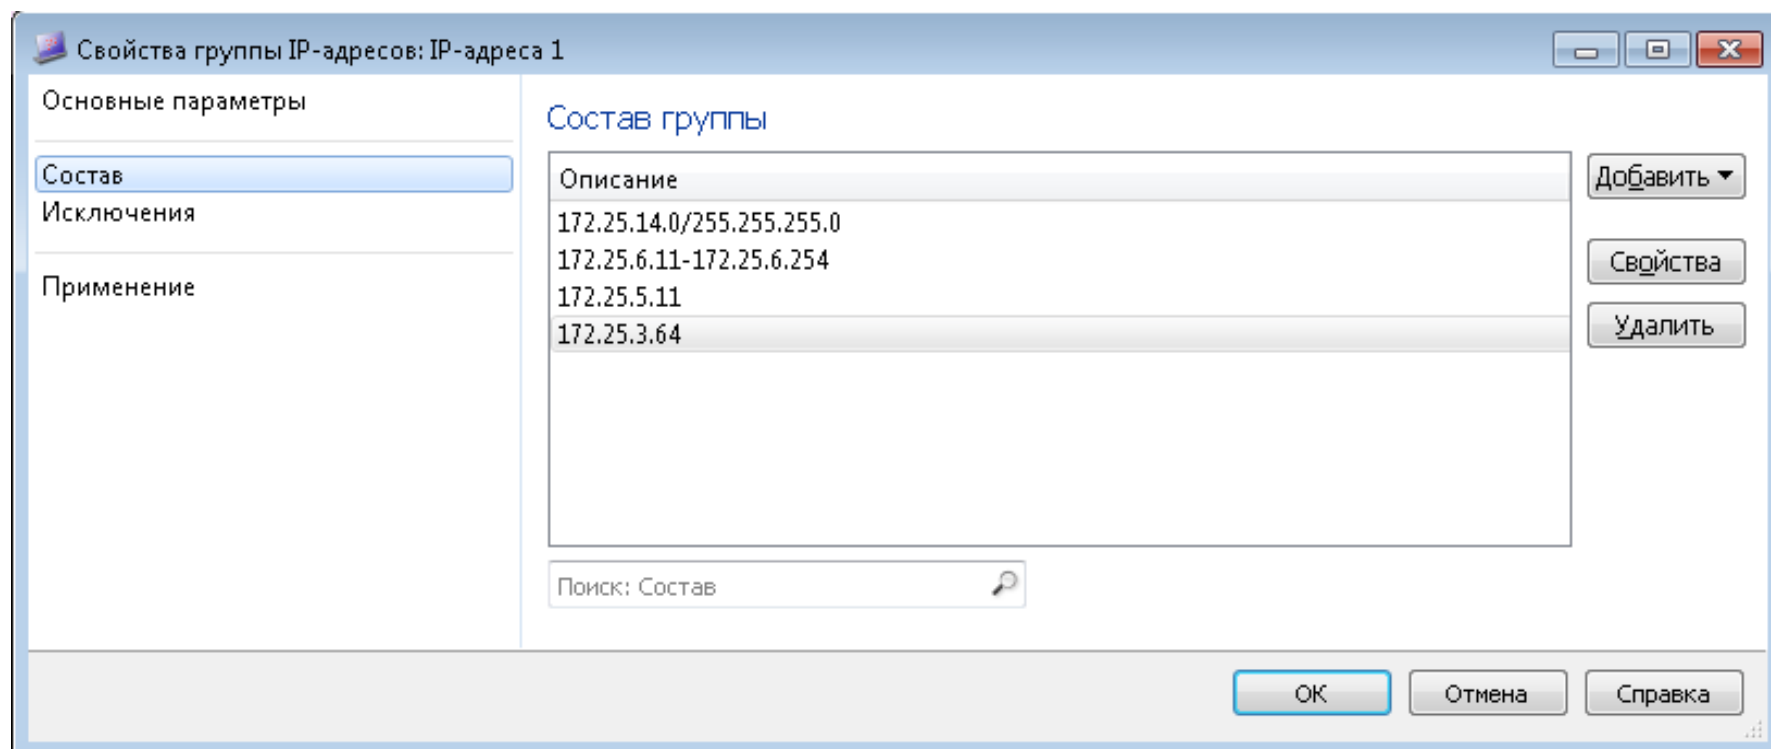 Свойства группы IP-адресов: IP-адреса 1
Основные параметры
Состав
Исключения
Применение
Состав группы
Описание
172.25.14.0/255.255.255.0
172.25.6.11-172.25.6.254
172.25.5.11
172.25.3.64
Добавить
Свойства
Удалить
Поиск: Состав
ОК
Отмена
Справка